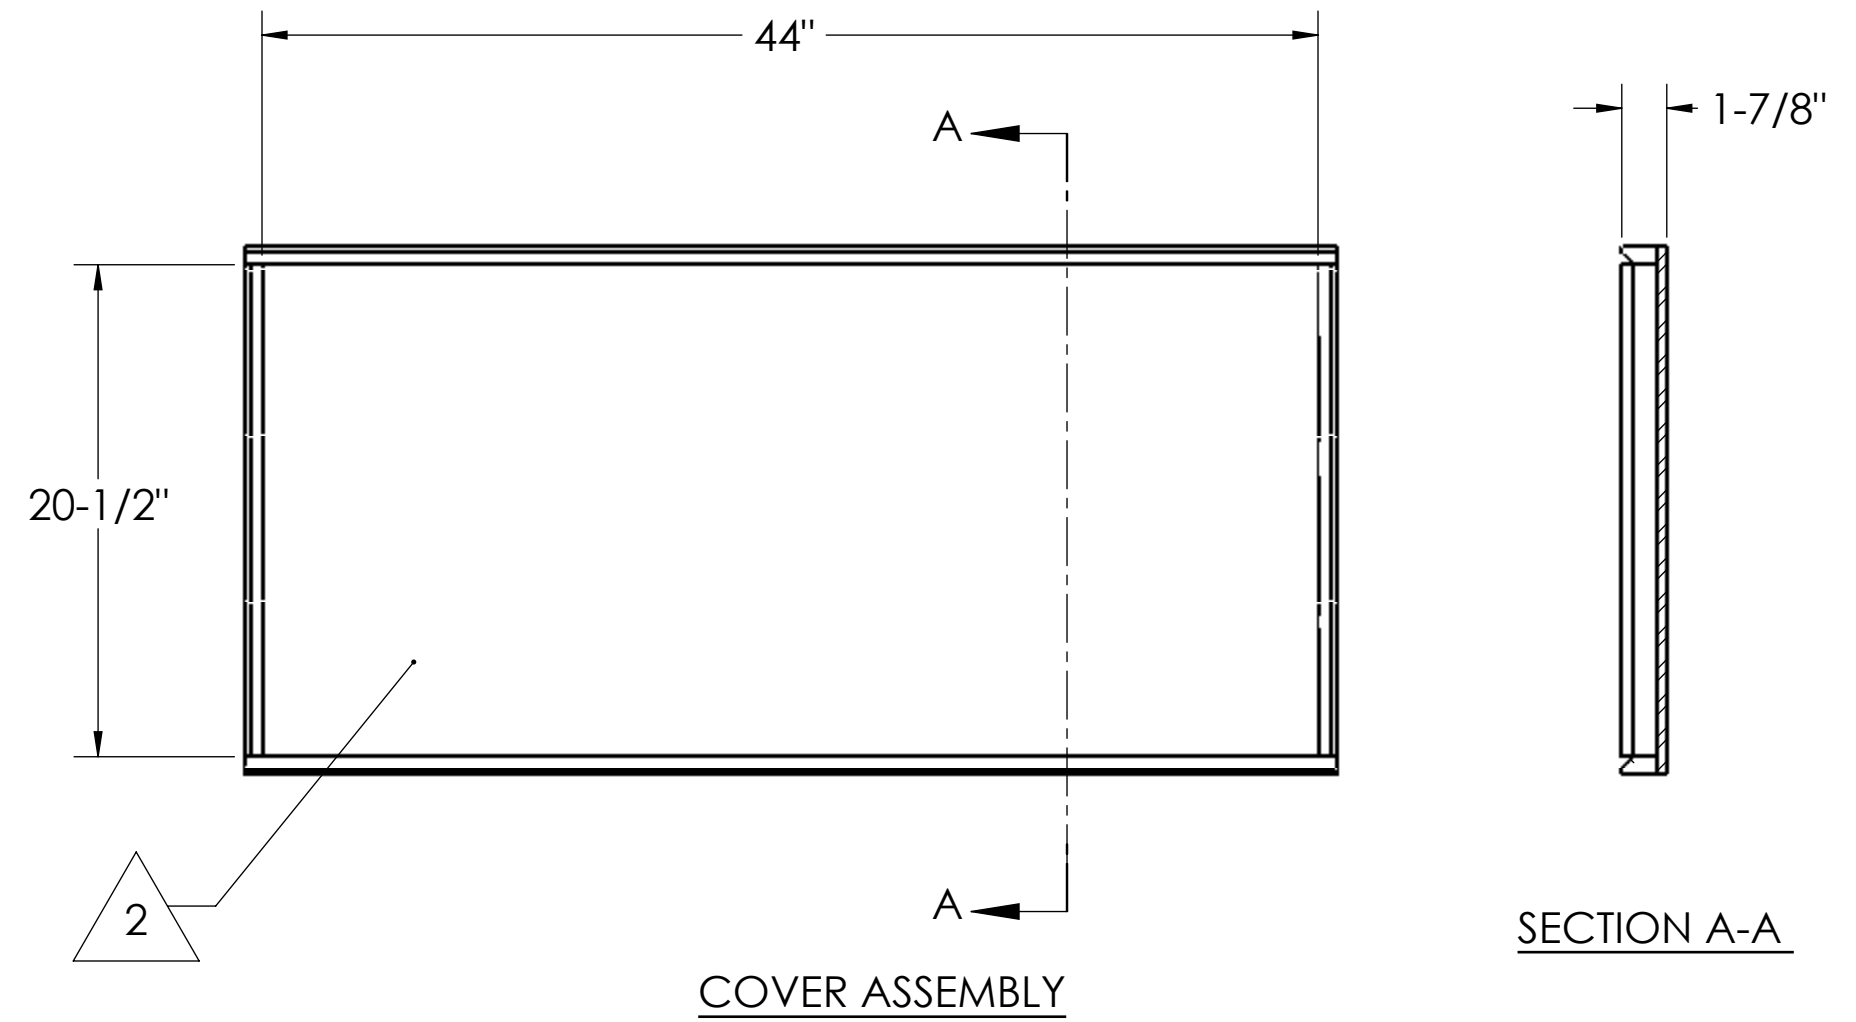 44"
1-7/8"
A
20-1/2"
2
A
SECTION A-A
COVER ASSEMBLY